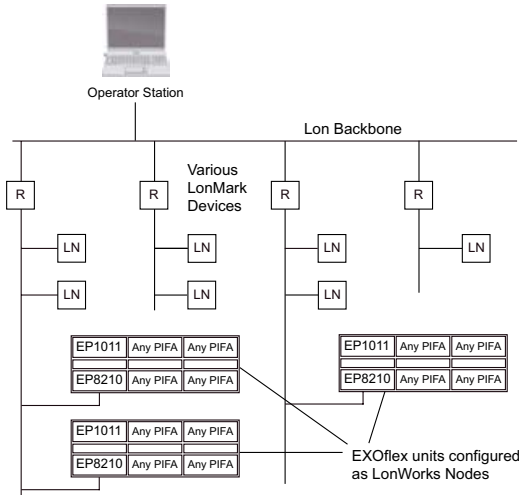 Operator Station
Lon Backbone
R
R
R
R
Various
LonMark
Devices
LN
LN
LN
LN
LN
LN
LN
EP1011 Any PIFA Any PIFA
EP8210 Any PIFA Any PIFA
EP1011 Any PIFA Any PIFA
EP8210 Any PIFA Any PIFA
EP1011 Any PIFA Any PIFA
EP8210 Any PIFA Any PIFA
EXOflex units configured
as LonWorks Nodes